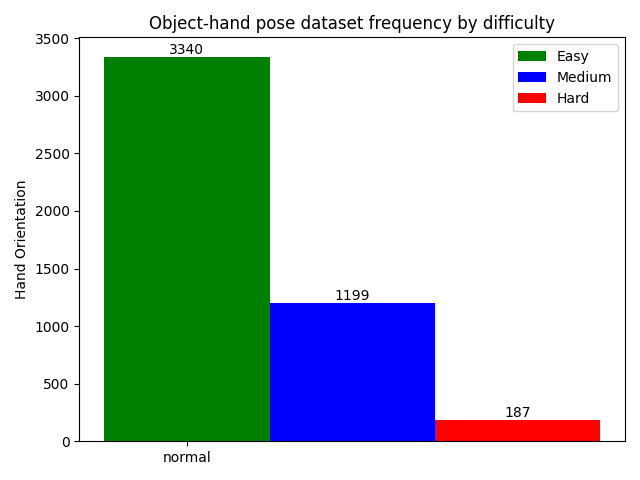 Object-hand pose dataset frequency by difficulty
3500
3000
2500
2000
1500
1000
500
0
Hand Orientation
3340
1199
187
Easy
Medium
Hard
normal